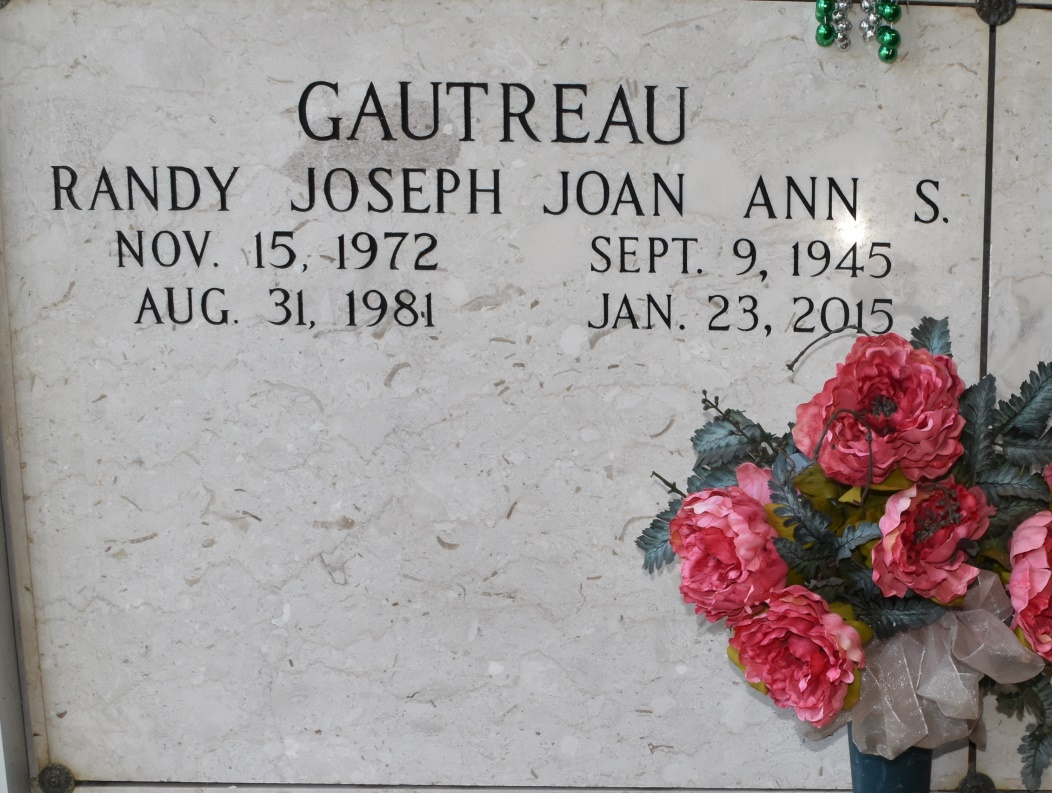 GAUTREAU
RANDY JOSEPH JOAN ANN S.
NOV. 15, 1972 SEPT. 9, 1945
AUG. 31, 1981 JAN. 23, 2015